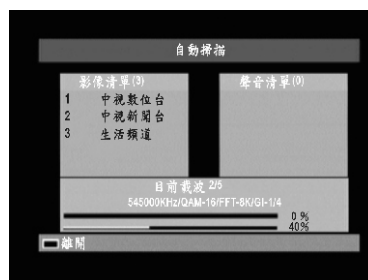 自動掃描
影像清單(3)
聲音清單(0)
1 中視數位台
2 中視新聞台
3 生活頻道
目前載波 2/5
545000KHz/QAM-16/FFT-8K/GI-1/4
0 %
40%
離開